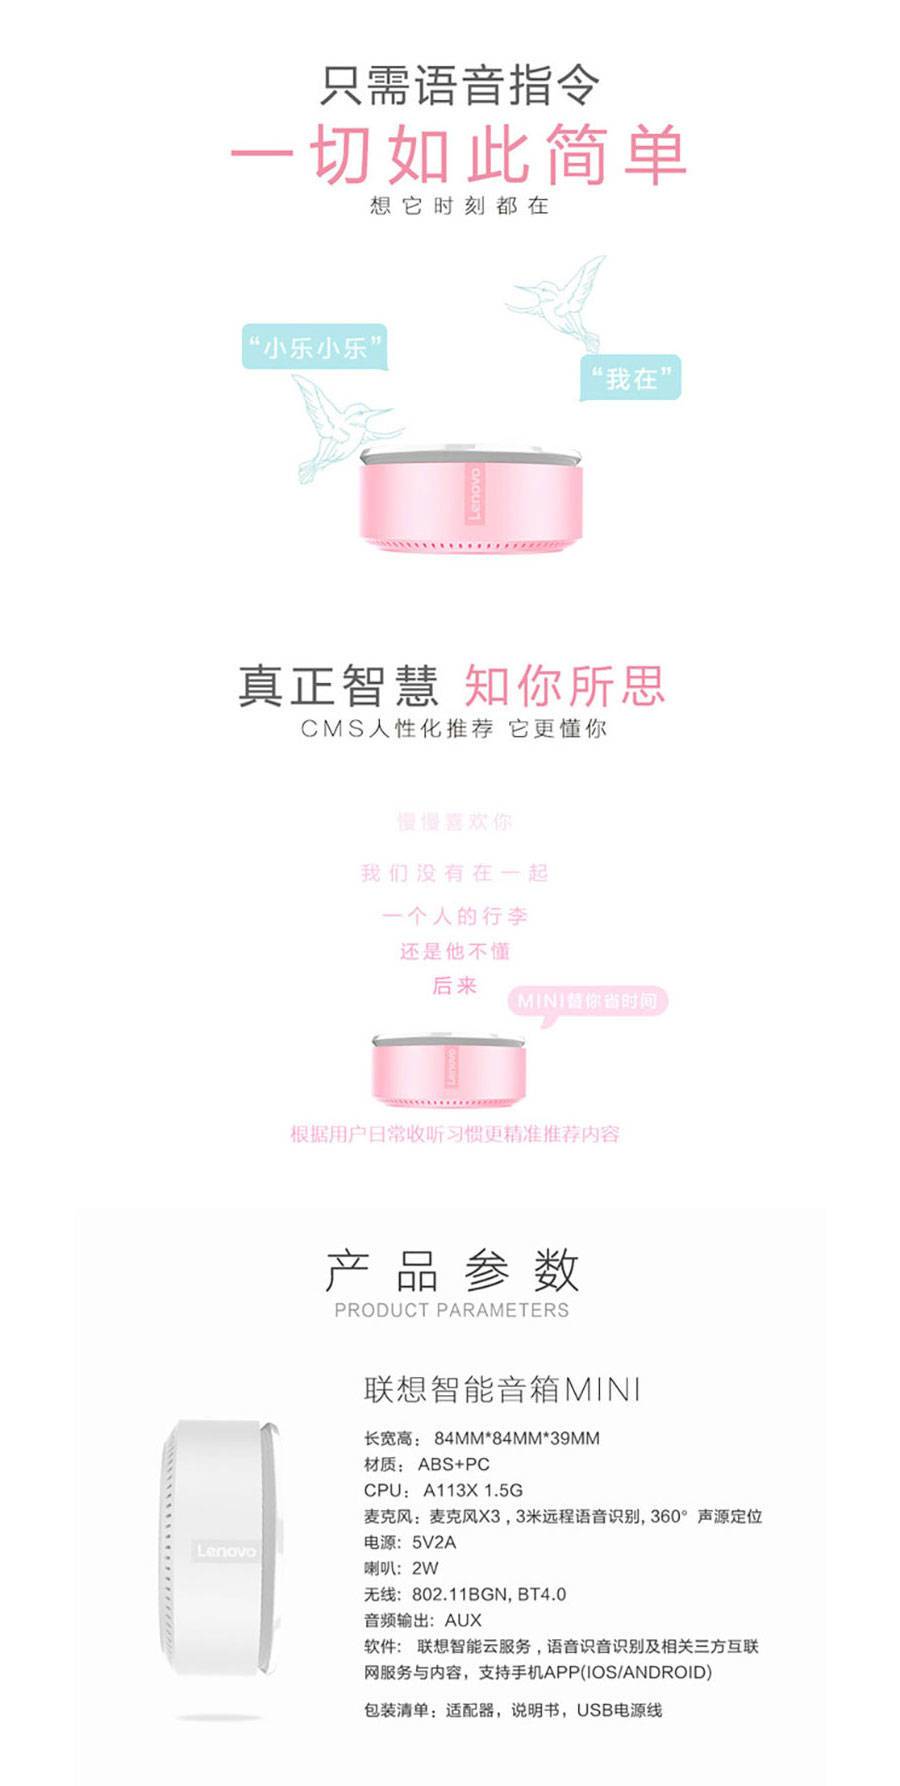 只需语音指令
一切如此简单
想它时刻都在
“小乐小乐”
“我在”
Lenovo
真正智慧 知你所思
CMS人性化推荐 它更懂你
慢慢喜欢你
我们没有在一起
一个人的行李
还是他不懂
后来
MINI替你省时间
Lenovo
根据用户日常收听习惯更精准推荐内容
产品参数
PRODUCT PARAMETERS
联想智能音箱MINI
长宽高： 84MM*84MM*39MM
材质： ABS+PC
CPU： A113X 1.5G
麦克风：麦克风X3 , 3米远程语音识别, 360° 声源定位
电源: 5V2A
喇叭: 2W
无线: 802.11BGN, BT4.0
音频输出: AUX
软件: 联想智能云服务 , 语音识音识别及相关三方互联
网服务与内容，支持手机APP(IOS/ANDROID)
包装清单：适配器，说明书，USB电源线
Lenovo